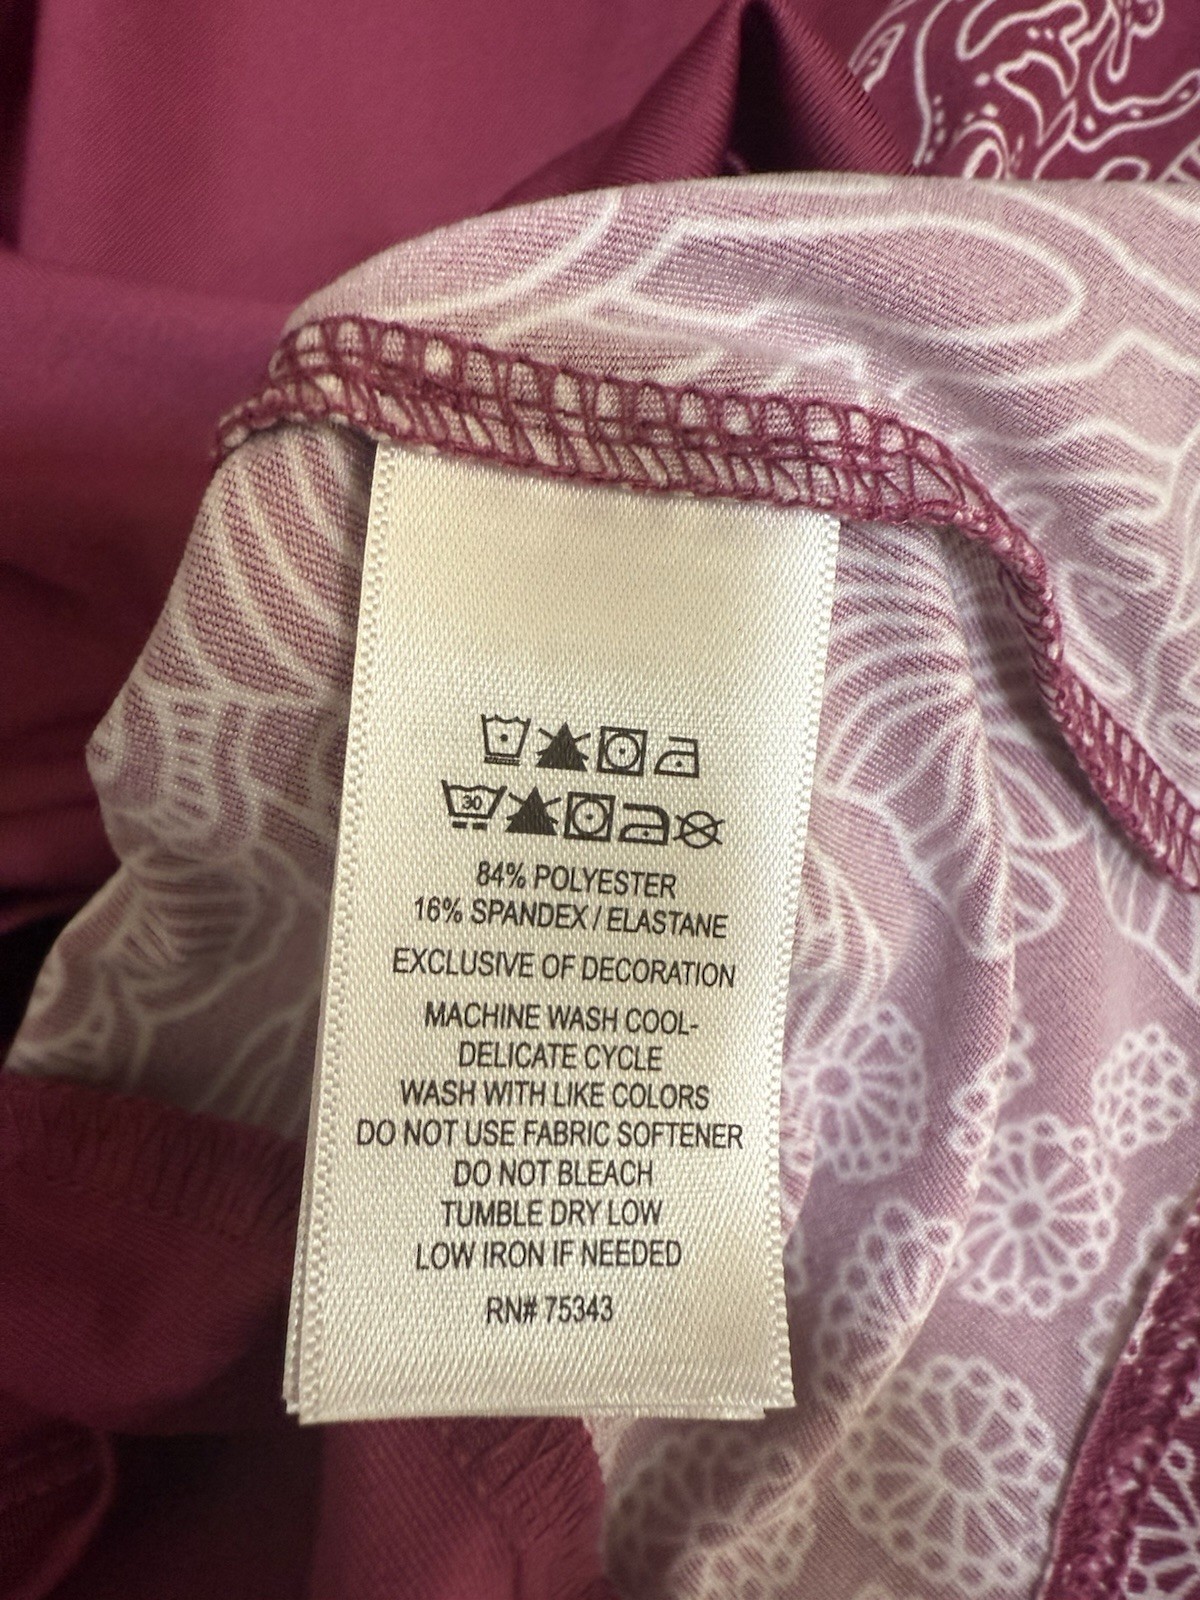 30
84% POLYESTER
16% SPANDEX / ELASTANE
EXCLUSIVE OF DECORATION
MACHINE WASH COOL-
DELICATE CYCLE
WASH WITH LIKE COLORS
DO NOT USE FABRIC SOFTENER
DO NOT BLEACH
TUMBLE DRY LOW
LOW IRON IF NEEDED
RN# 75343